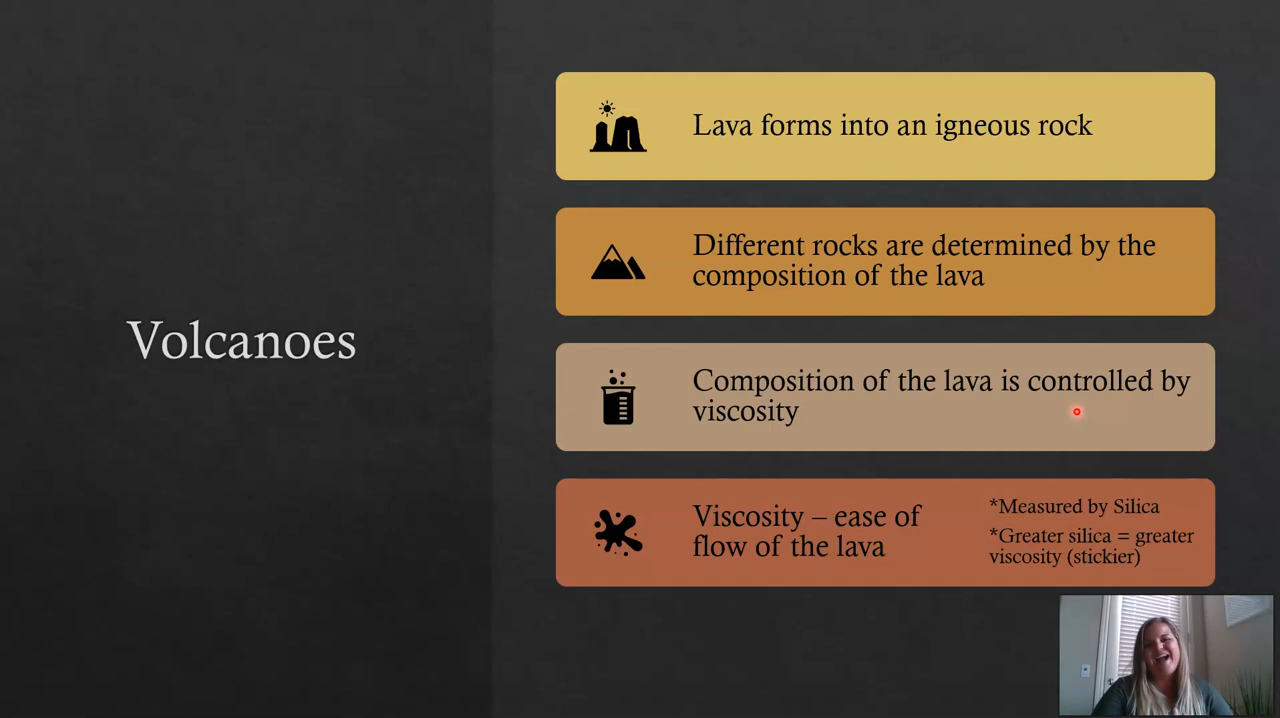 Volcanoes
Lava forms into an igneous rock
Different rocks are determined by the
composition of the lava
Composition of the lava is controlled by
viscosity
Viscosity – ease of
flow of the lava
*Measured by Silica
*Greater silica = greater
viscosity (stickier)